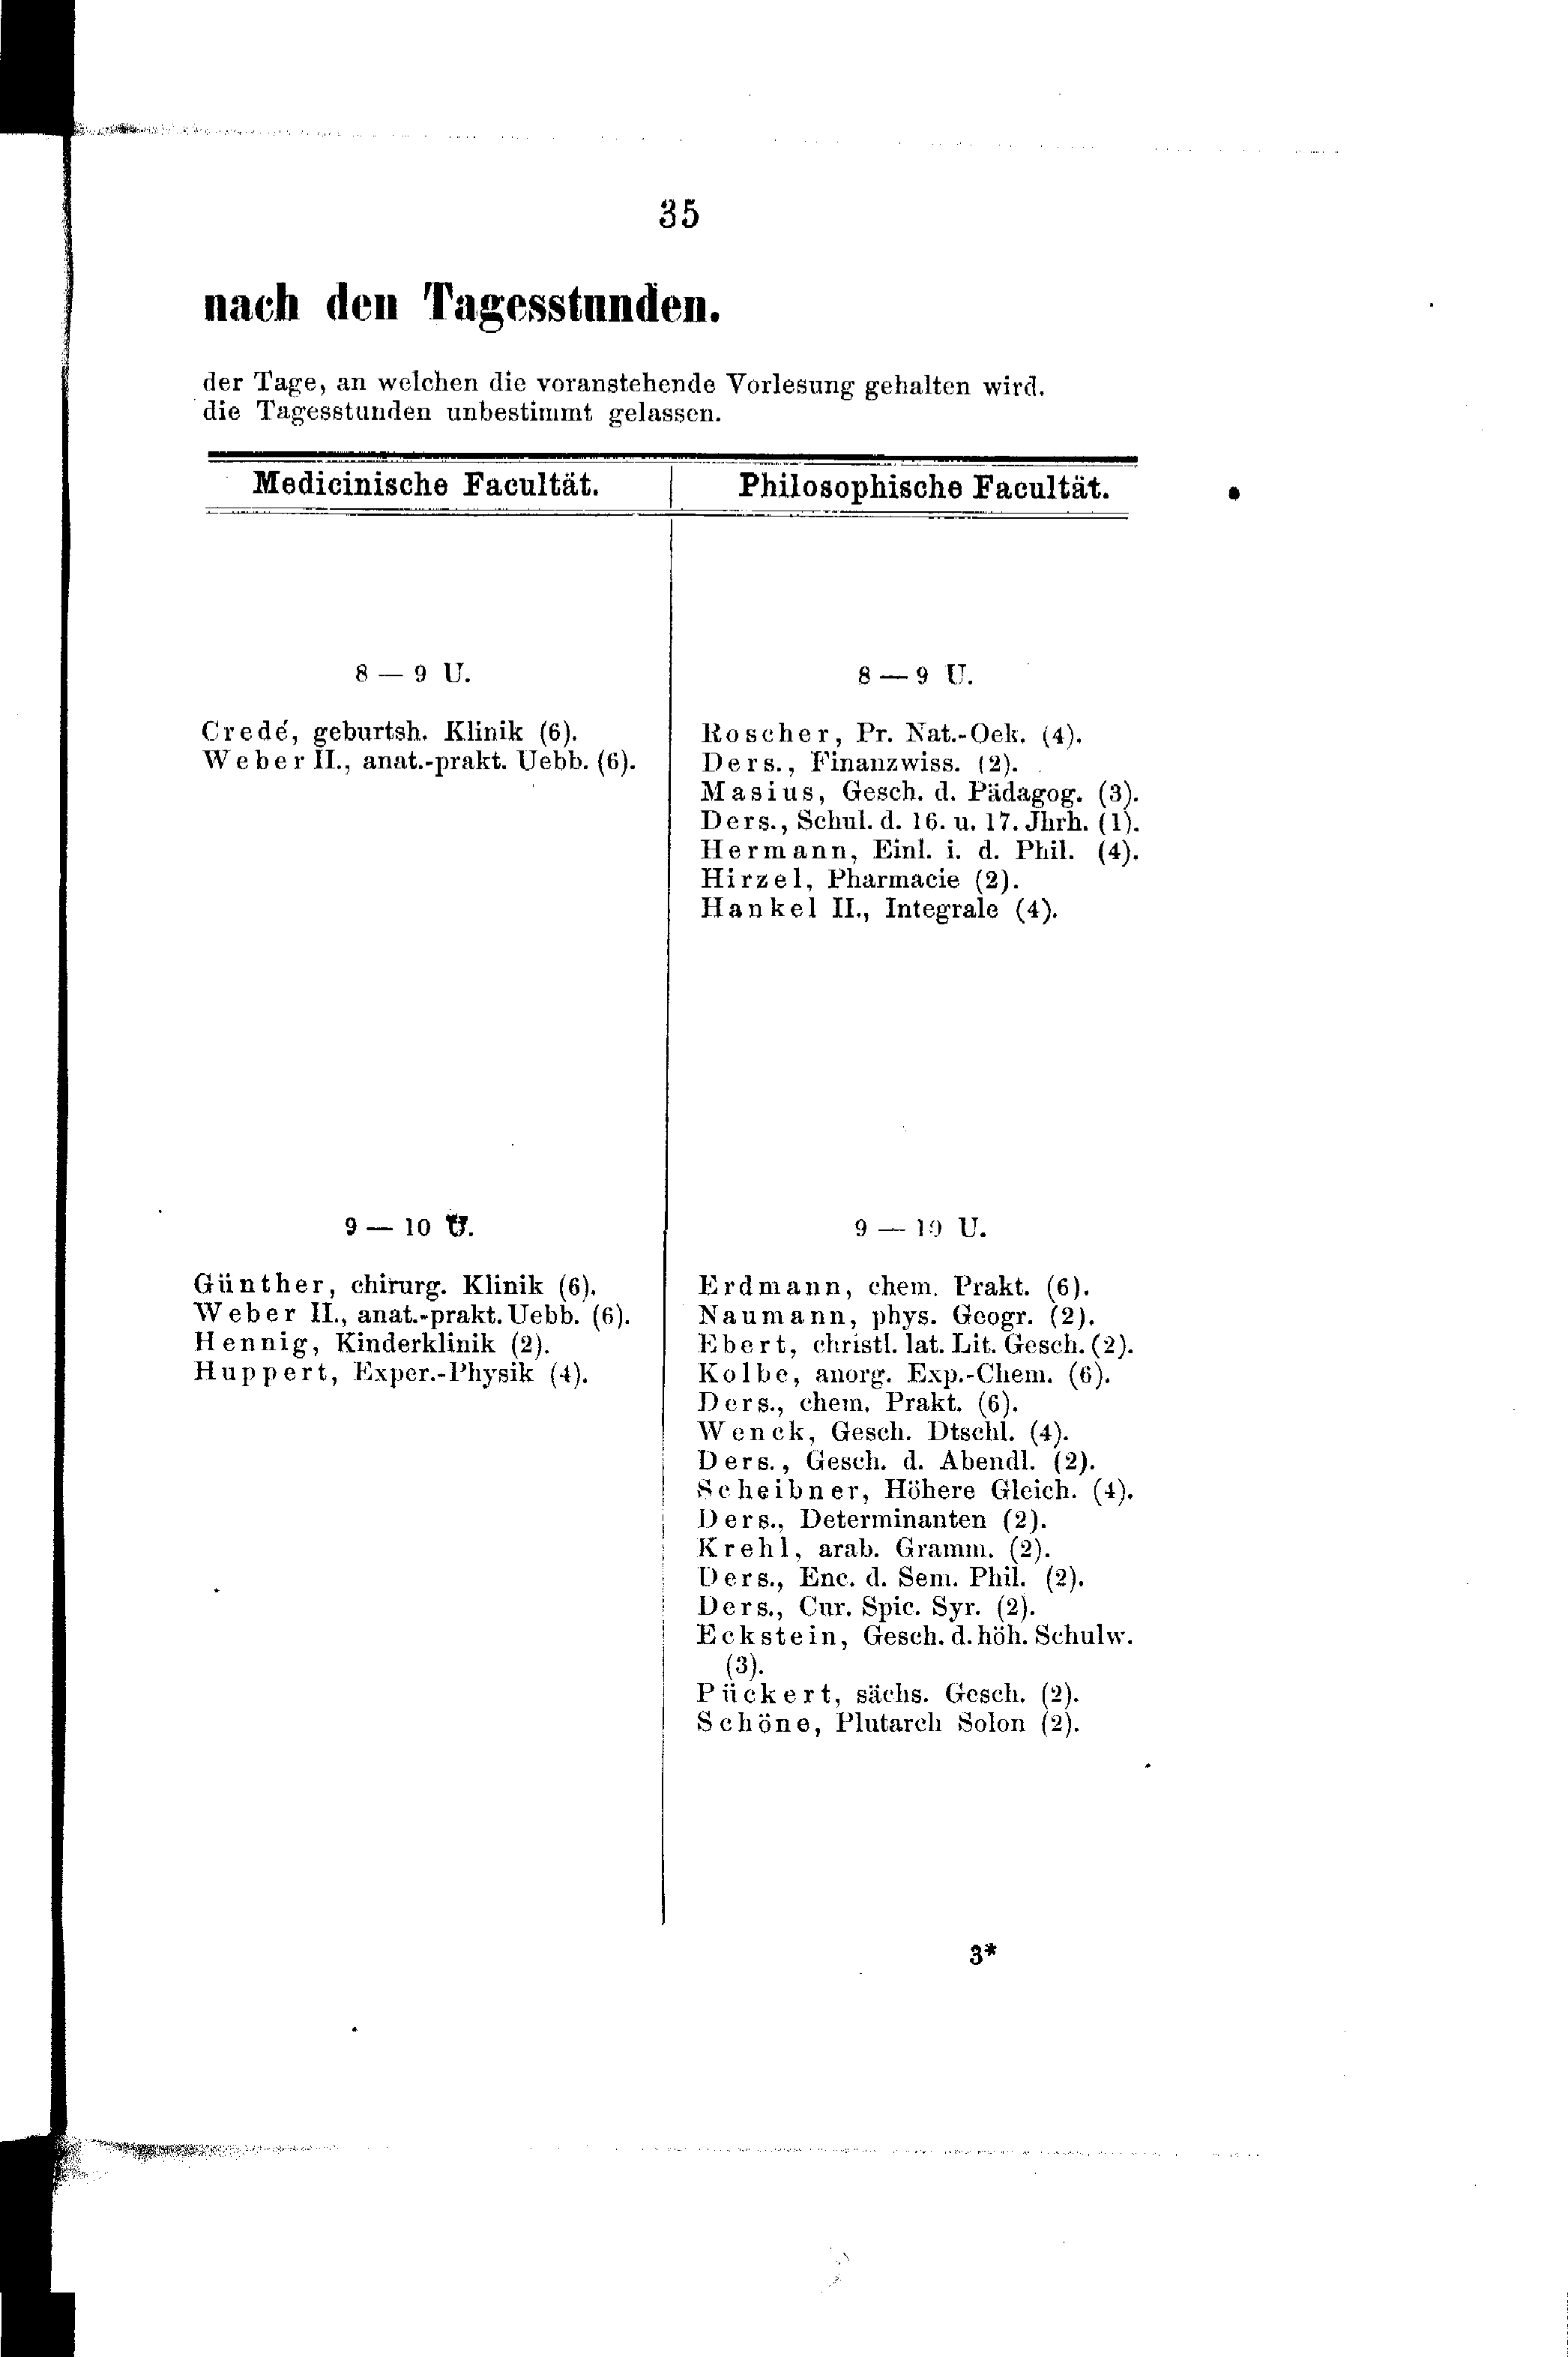 35
nach den Tagesstunden.
der Tage, an welchen die voranstehende Vorlesung gehalten wird.
die Tagesstunden unbestimmt gelassen.
Medicinische Facultät.
8 — 9 U.
Credé, geburtsh. Klinik (6).
Weber II., anat.-prakt. Uebb. (6).
9 — 10 U.
Günther, chirurg. Klinik (6).
Weber II., anat.-prakt. Uebb. (6).
Hennig, Kinderklinik (2).
Huppert, Exper.-Physik (4).
Philosophische Facultät.
8 — 9 U.
Roscher, Pr. Nat.-Oek. (4).
Ders., Finanzwiss. (2).
Masius, Gesch. d. Pädagog. (3).
Ders., Schul. d. 16. u. 17. Jhrh. (1).
Hermann, Einl. i. d. Phil. (4).
Hirzel, Pharmacie (2).
Hankel II., Integrale (4).
9 — 10 U.
Erdmann, chem. Prakt. (6).
Naumann, phys. Geogr. (2).
Ebert, christl. lat. Lit. Gesch. (2).
Kolbe, anorg. Exp.-Chem. (6).
Ders., chem. Prakt. (6).
Wenck, Gesch. Dtschl. (4).
Ders., Gesch. d. Abendl. (2).
Scheibner, Höhere Gleich. (4).
Ders., Determinanten (2).
Krehl, arab. Gramm. (2).
Ders., Enc. d. Sem. Phil. (2).
Ders., Cur. Spic. Syr. (2).
Eckstein, Gesch. d. höh. Schulw.
(3).
Pückert, sächs. Gesch. (2).
Schöne, Plutarch Solon (2).
3*